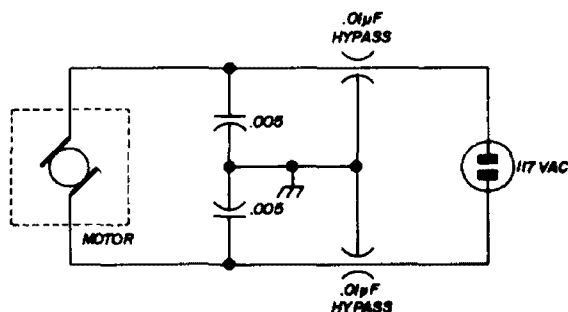 .01µF
HYPASS
.005
117 VAC
.005
MOTOR
.01µF
HYPASS